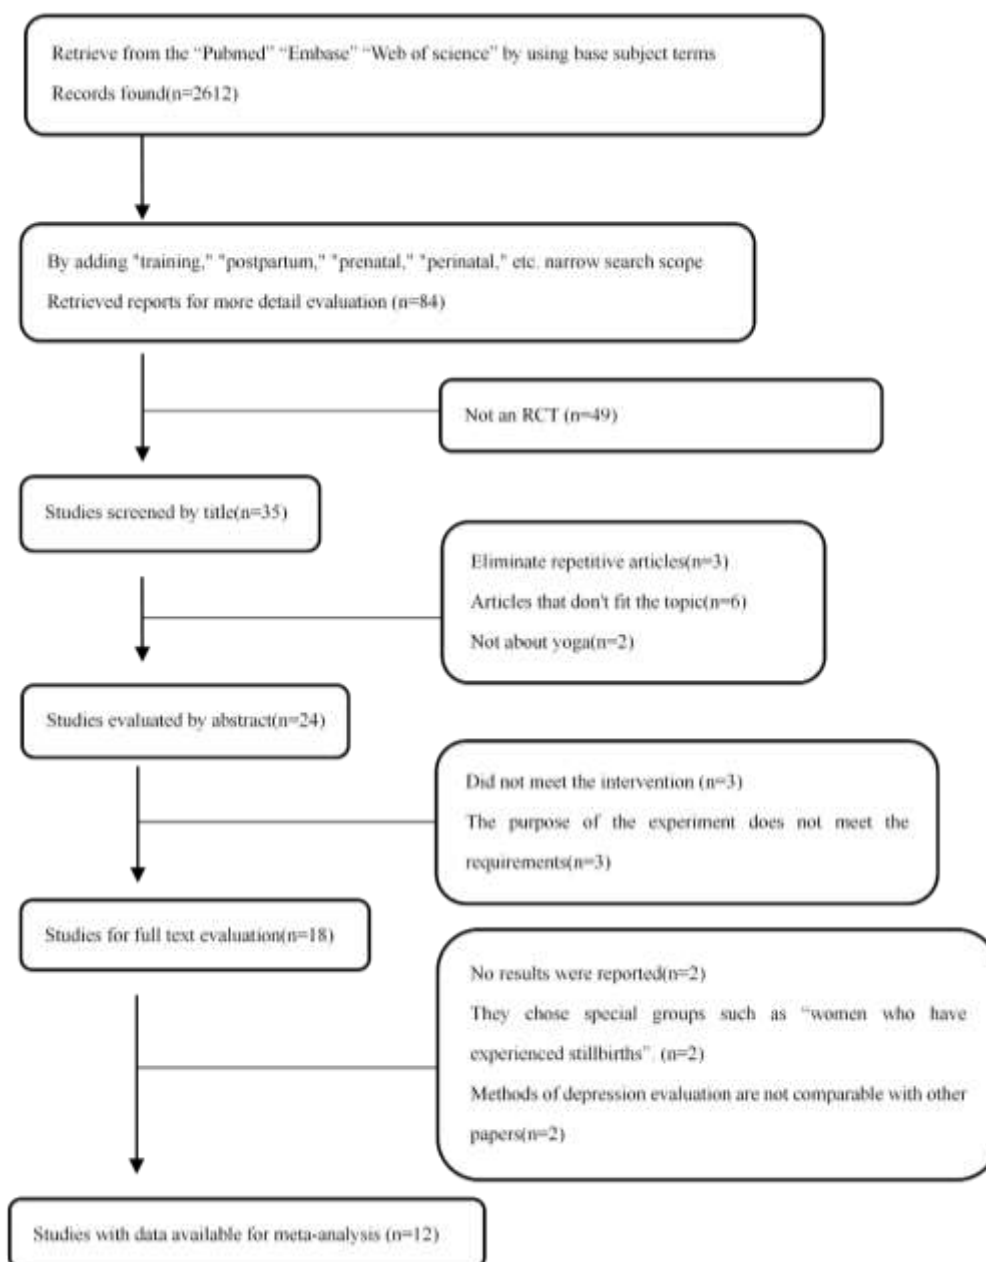 Retrieve from the “Pubmed” “Embase” “Web of science” by using base subject terms
Records found(n=2612)
By adding "training," "postpartum," "prenatal," "perinatal," etc. narrow search scope
Retrieved reports for more detail evaluation (n=84)
Not an RCT (n=49)
Studies screened by title(n=35)
Eliminate repetitive articles(n=3)
Articles that don't fit the topic(n=6)
Not about yoga(n=2)
Studies evaluated by abstract(n=24)
Did not meet the intervention (n=3)
The purpose of the experiment does not meet the
requirements(n=3)
Studies for full text evaluation(n=18)
No results were reported(n=2)
They chose special groups such as “women who have
experienced stillbirths”. (n=2)
Methods of depression evaluation are not comparable with other
papers(n=2)
Studies with data available for meta-analysis (n=12)